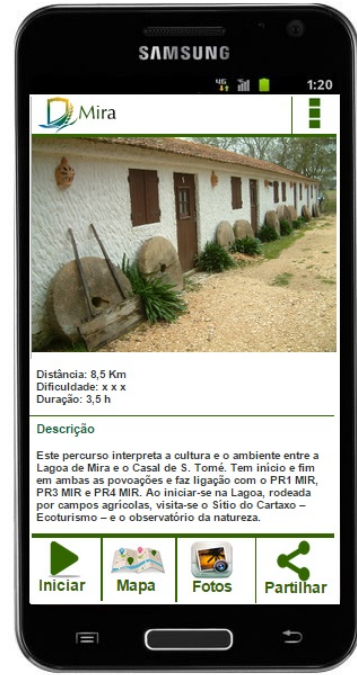 SAMSUNG
4G 1:20
Mira
Distância: 8,5 Km
Dificuldade: x x x
Duração: 3,5 h
Descrição
Este percurso interpreta a cultura e o ambiente entre a
Lagoa de Mira e o Casal de S. Tomé. Tem início e fim
em ambas as povoações e faz ligação com o PR1 MIR,
PR3 MIR e PR4 MIR. Ao iniciar-se na Lagoa, rodeada
por campos agrícolas, visita-se o Sítio do Cartaxo –
Ecoturismo – e o observatório da natureza.
Iniciar Mapa Fotos Partilhar